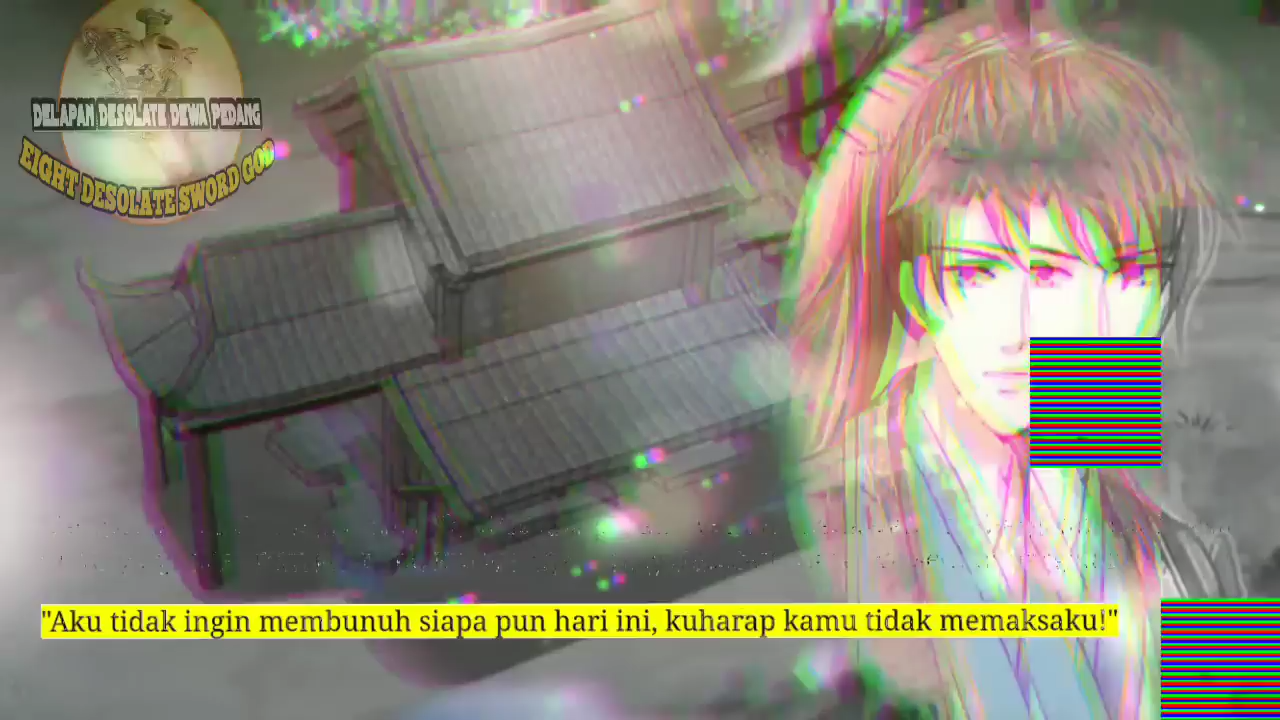 DELAPAN DESOLATE DEWA PEDANG
EIGHT DESOLATE SWORD GOD
"Aku tidak ingin membunuh siapa pun hari ini, kuharap kamu tidak memaksaku!"